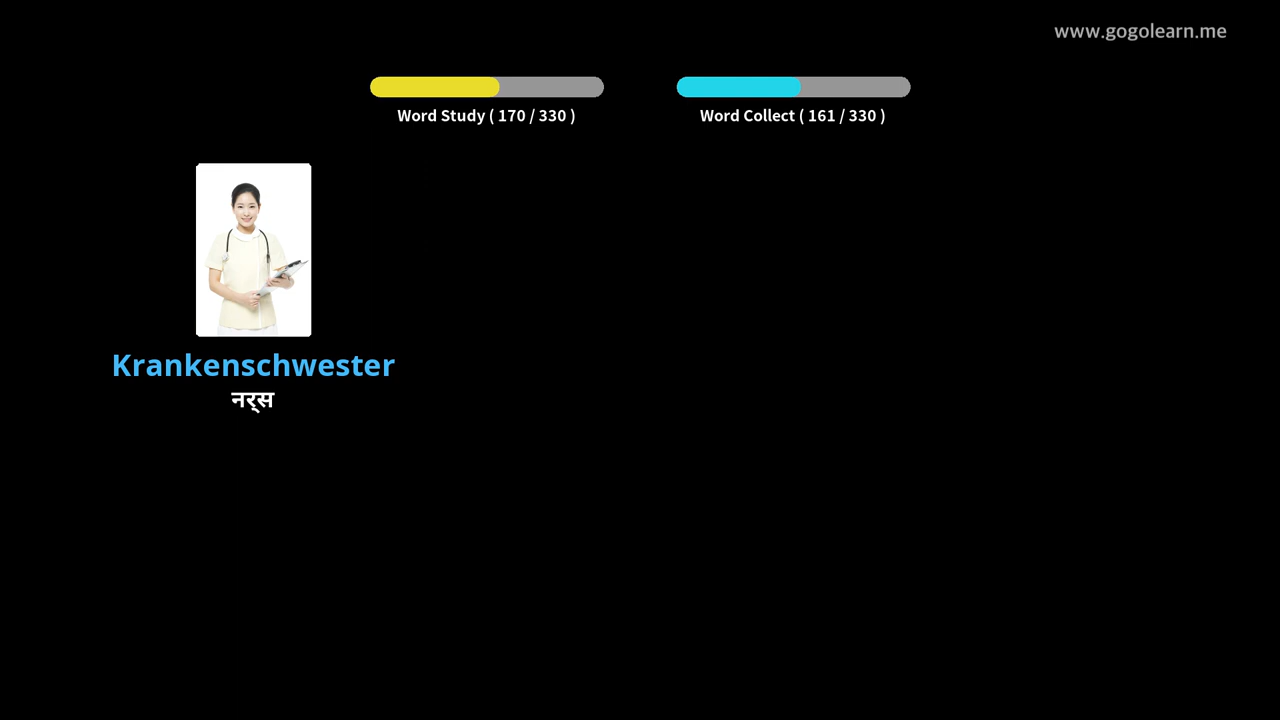 www.gogolearn.me
Word Study ( 170 / 330 )
Word Collect ( 161 / 330 )
Krankenschwester
नर्स